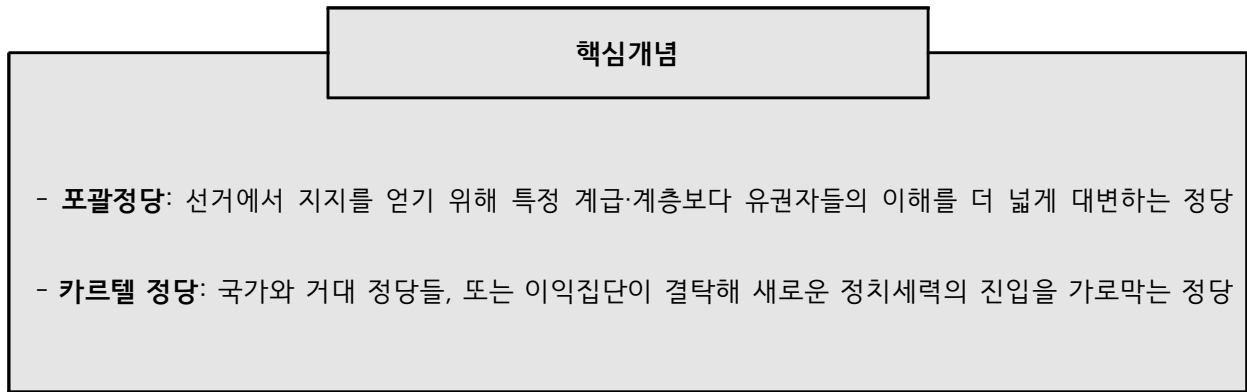 핵심개념
- 포괄정당: 선거에서 지지를 얻기 위해 특정 계급·계층보다 유권자들의 이해를 더 넓게 대변하는 정당
- 카르텔 정당: 국가와 거대 정당들, 또는 이익집단이 결탁해 새로운 정치세력의 진입을 가로막는 정당